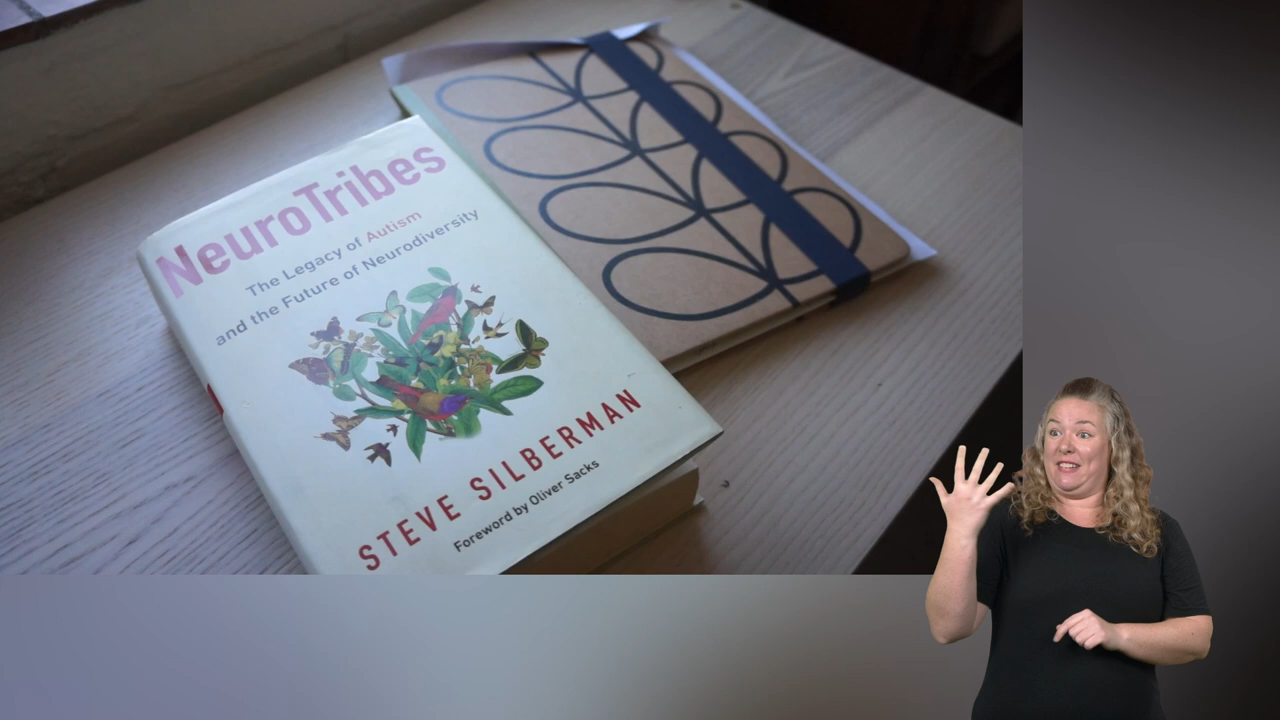 NeuroTribes
The Legacy of Autism
and the Future of Neurodiversity
STEVE SILBERMAN
Foreword by Oliver Sacks